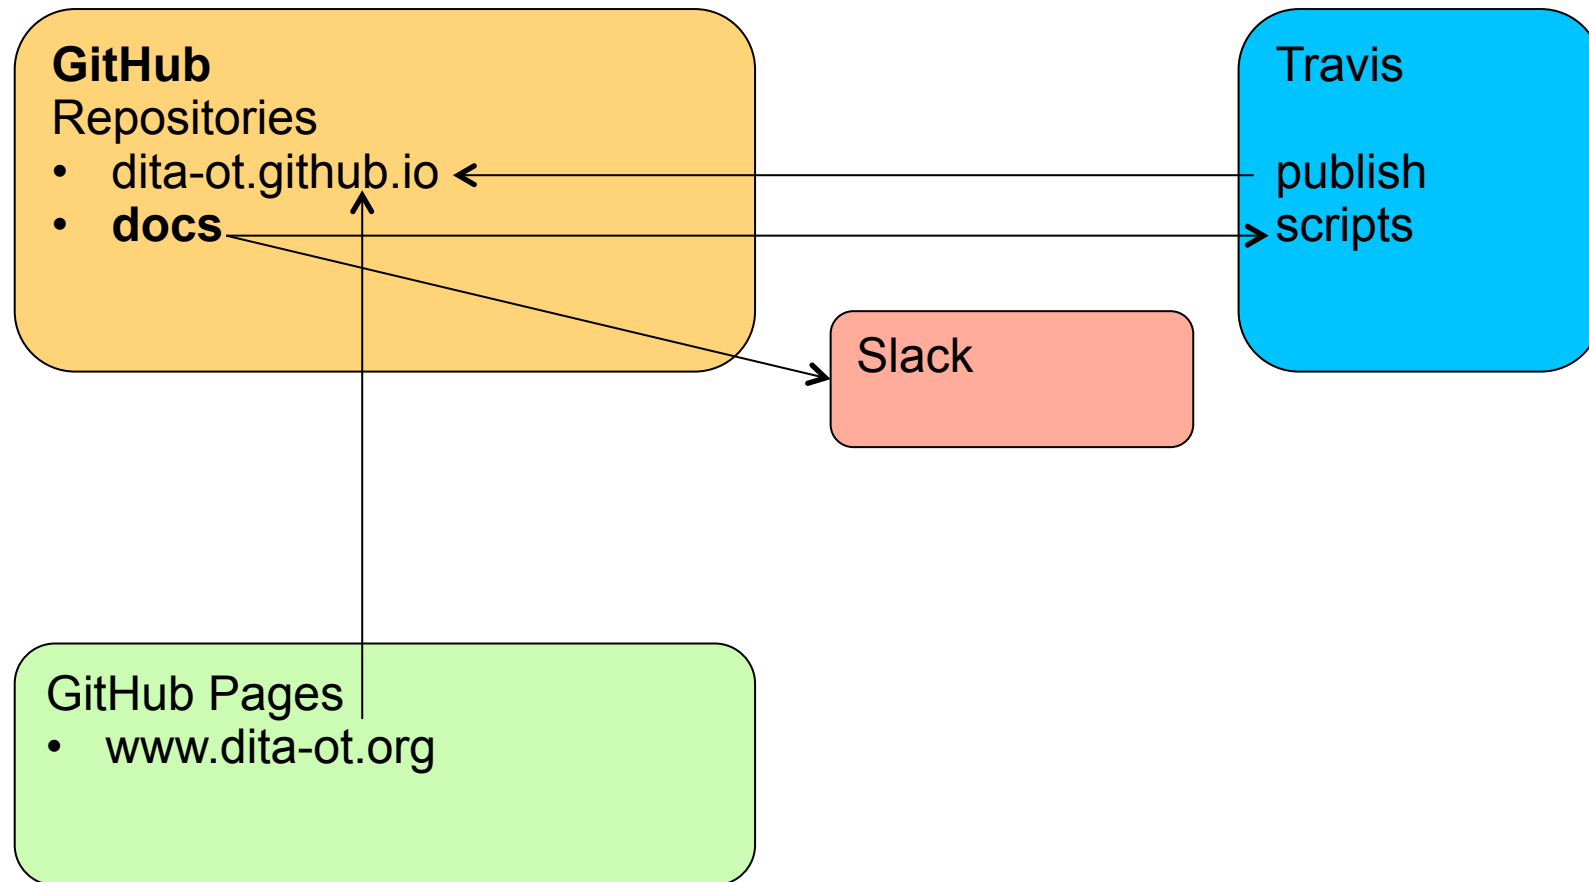 GitHub
Repositories
• dita-ot.github.io
• docs
Travis
publish
scripts
Slack
GitHub Pages
• www.dita-ot.org